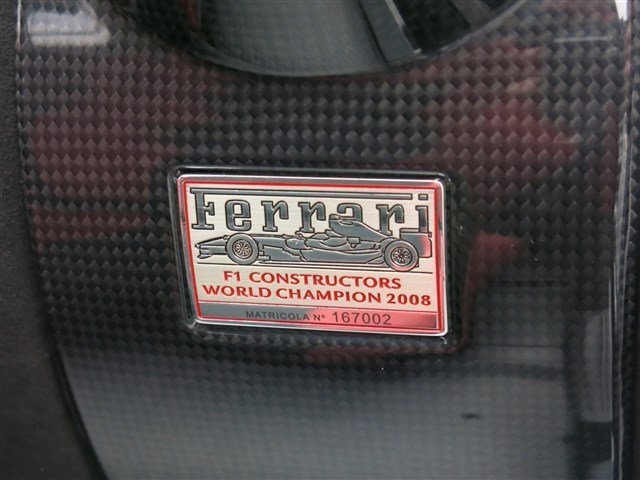 Ferrari
F1 CONSTRUCTORS
WORLD CHAMPION 2008
MATRICOLA Nº 167002